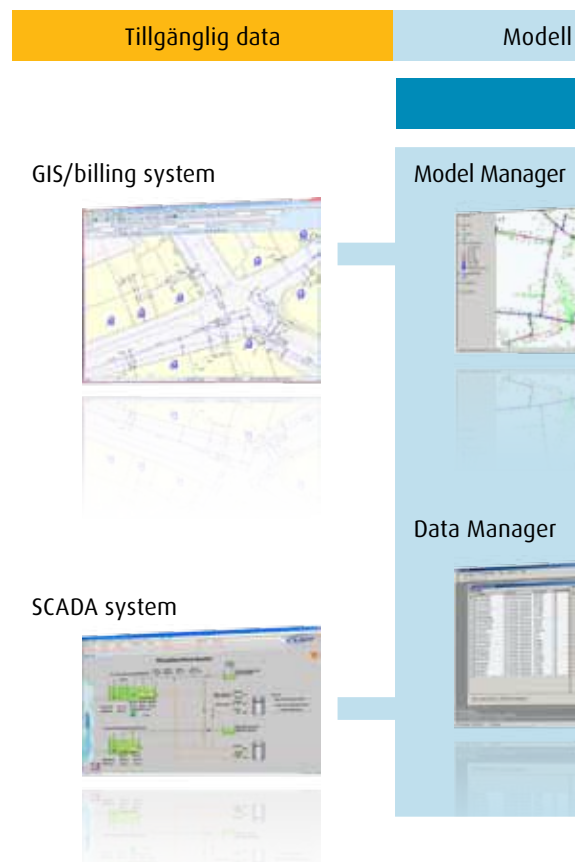 Tillgänglig data
Modell
GIS/billing system
Model Manager
Data Manager
SCADA system